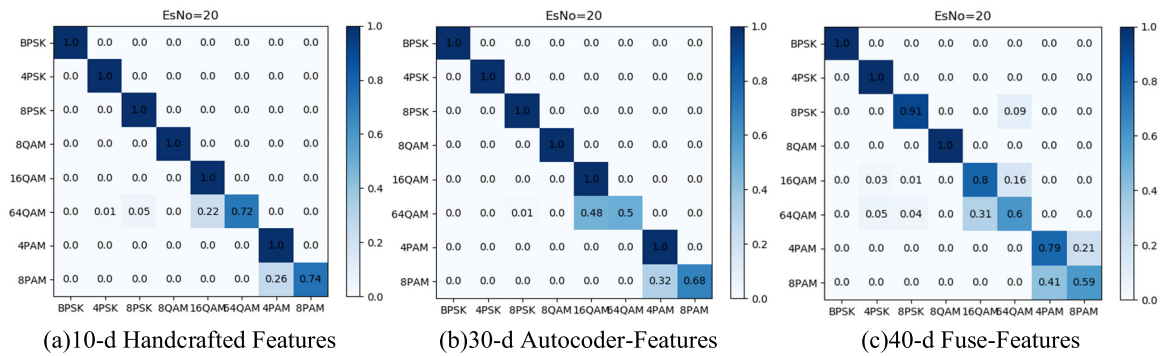 EsNo=20
BPSK 1.0 0.0 0.0 0.0 0.0 0.0 0.0 0.0
4PSK 0.0 1.0 0.0 0.0 0.0 0.0 0.0 0.0
8PSK 0.0 0.0 1.0 0.0 0.0 0.0 0.0 0.0
8QAM 0.0 0.0 0.0 1.0 0.0 0.0 0.0 0.0
16QAM 0.0 0.0 0.0 0.0 1.0 0.0 0.0 0.0
64QAM 0.0 0.01 0.05 0.0 0.22 0.72 0.0 0.0
4PAM 0.0 0.0 0.0 0.0 0.0 0.0 1.0 0.0
8PAM 0.0 0.0 0.0 0.0 0.0 0.0 0.26 0.74
BPSK 4PSK 8PSK 8QAM 16QAM 64QAM 4PAM 8PAM
1.0
0.8
0.6
0.4
0.2
0.0
(a)10-d Handcrafted Features
EsNo=20
BPSK 1.0 0.0 0.0 0.0 0.0 0.0 0.0 0.0
4PSK 0.0 1.0 0.0 0.0 0.0 0.0 0.0 0.0
8PSK 0.0 0.0 1.0 0.0 0.0 0.0 0.0 0.0
8QAM 0.0 0.0 0.0 1.0 0.0 0.0 0.0 0.0
16QAM 0.0 0.0 0.0 0.0 1.0 0.0 0.0 0.0
64QAM 0.0 0.0 0.01 0.0 0.48 0.5 0.0 0.0
4PAM 0.0 0.0 0.0 0.0 0.0 0.0 1.0 0.0
8PAM 0.0 0.0 0.0 0.0 0.0 0.0 0.32 0.68
BPSK 4PSK 8PSK 8QAM 16QAM 64QAM 4PAM 8PAM
1.0
0.8
0.6
0.4
0.2
0.0
(b)30-d Autocoder-Features
EsNo=20
BPSK 1.0 0.0 0.0 0.0 0.0 0.0 0.0 0.0
4PSK 0.0 1.0 0.0 0.0 0.0 0.0 0.0 0.0
8PSK 0.0 0.0 0.91 0.0 0.0 0.09 0.0 0.0
8QAM 0.0 0.0 0.0 1.0 0.0 0.0 0.0 0.0
16QAM 0.0 0.03 0.01 0.0 0.8 0.16 0.0 0.0
64QAM 0.0 0.05 0.04 0.0 0.31 0.6 0.0 0.0
4PAM 0.0 0.0 0.0 0.0 0.0 0.0 0.79 0.21
8PAM 0.0 0.0 0.0 0.0 0.0 0.0 0.41 0.59
BPSK 4PSK 8PSK 8QAM 16QAM 64QAM 4PAM 8PAM
1.0
0.8
0.6
0.4
0.2
0.0
(c)40-d Fuse-Features